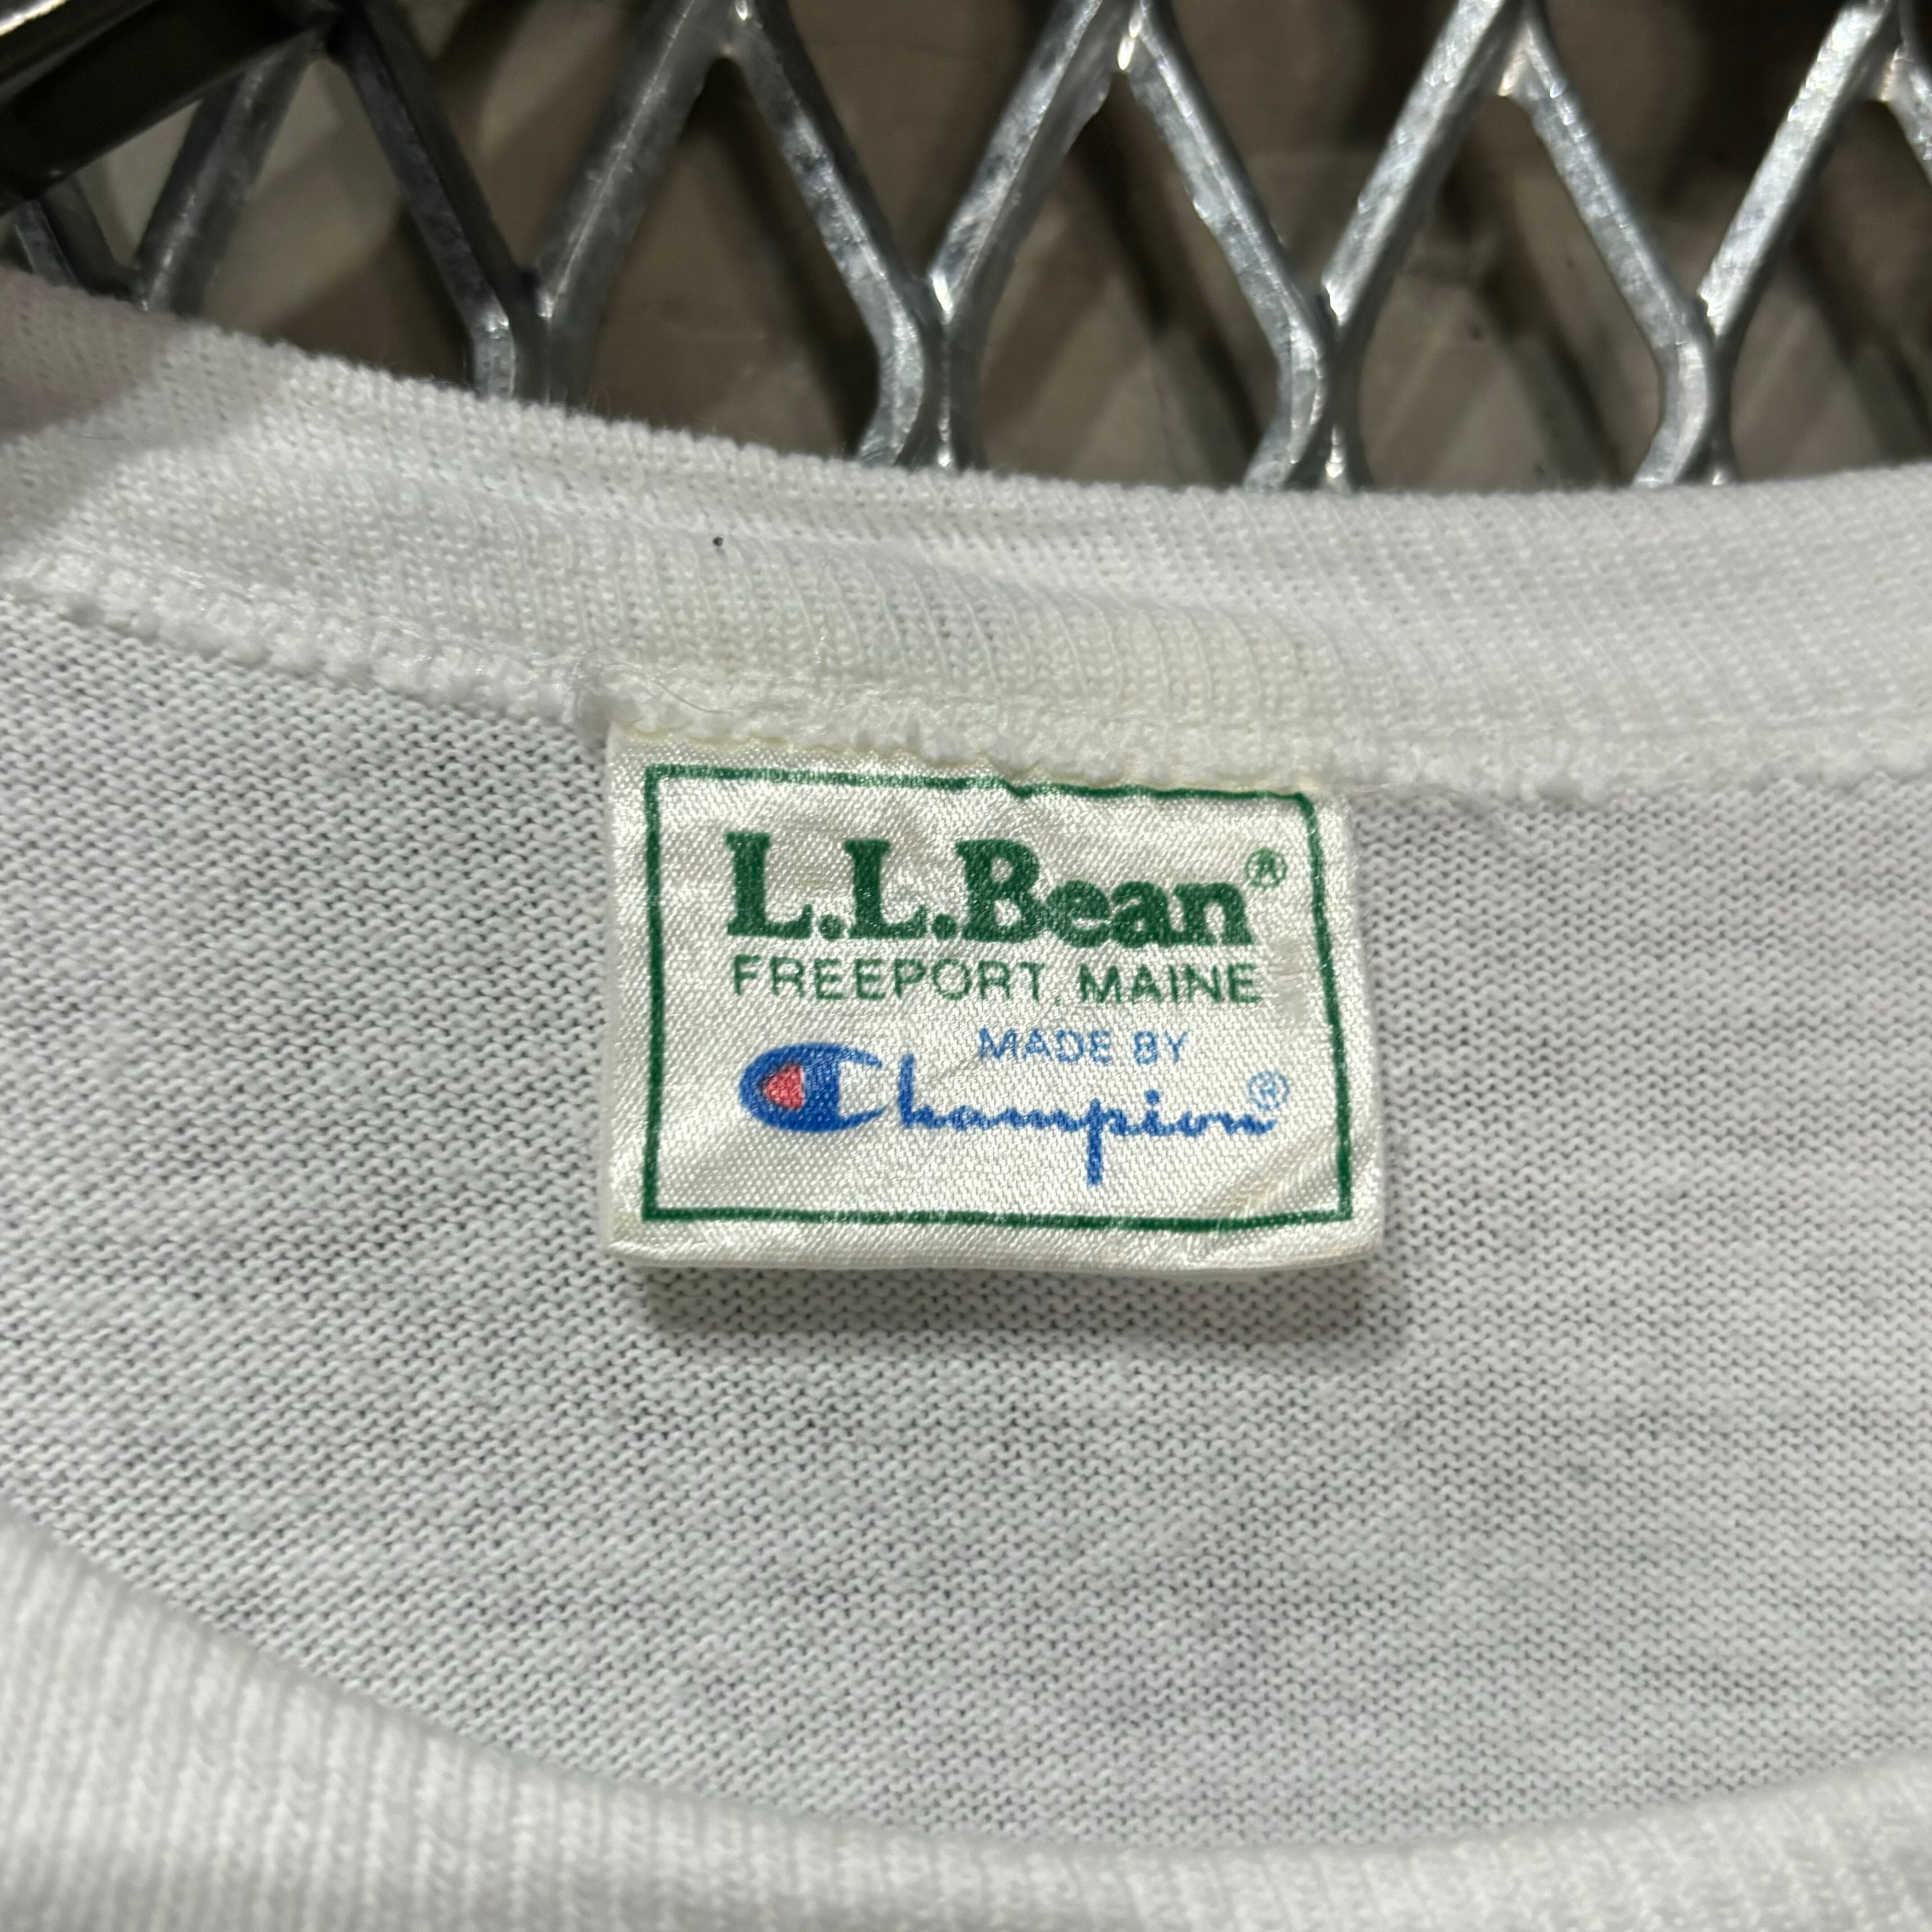 L.L.Bean®
FREEPORT, MAINE
MADE BY
Champion®